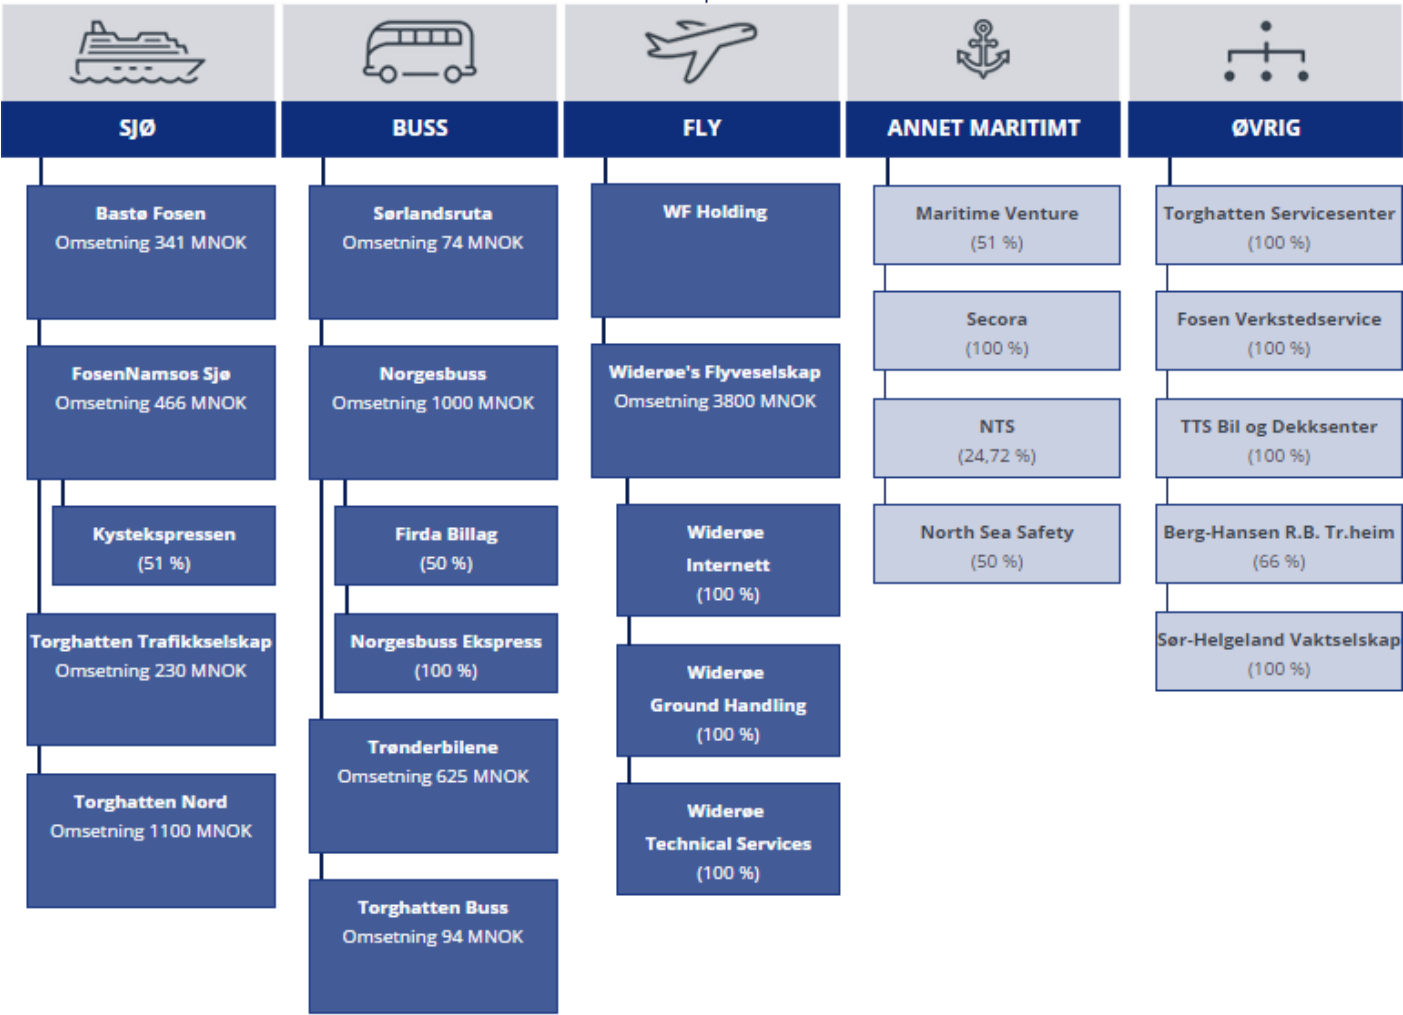 SJØ
Bastø Fosen
Omsetning 341 MNOK
FosenNamsos Sjø
Omsetning 466 MNOK
Kystekspressen
(51 %)
Torghatten Trafikkselskap
Omsetning 230 MNOK
Torghatten Nord
Omsetning 1100 MNOK
BUSS
Sørlandsruta
Omsetning 74 MNOK
Norgesbuss
Omsetning 1000 MNOK
Firda Billag
(50 %)
Norgesbuss Ekspress
(100 %)
Trønderbilene
Omsetning 625 MNOK
Torghatten Buss
Omsetning 94 MNOK
FLY
WF Holding
Widerøe's Flyveselskap
Omsetning 3800 MNOK
Widerøe
Internett
(100 %)
Widerøe
Ground Handling
(100 %)
Widerøe
Technical Services
(100 %)
ANNET MARITIMT
Maritime Venture
(51 %)
Secora
(100 %)
NTS
(24,72 %)
North Sea Safety
(50 %)
ØVRIG
Torghatten Servicesenter
(100 %)
Fosen Verkstedservice
(100 %)
TTS Bil og Dekksenter
(100 %)
Berg-Hansen R.B. Tr.heim
(66 %)
Sør-Helgeland Vaktselskap
(100 %)